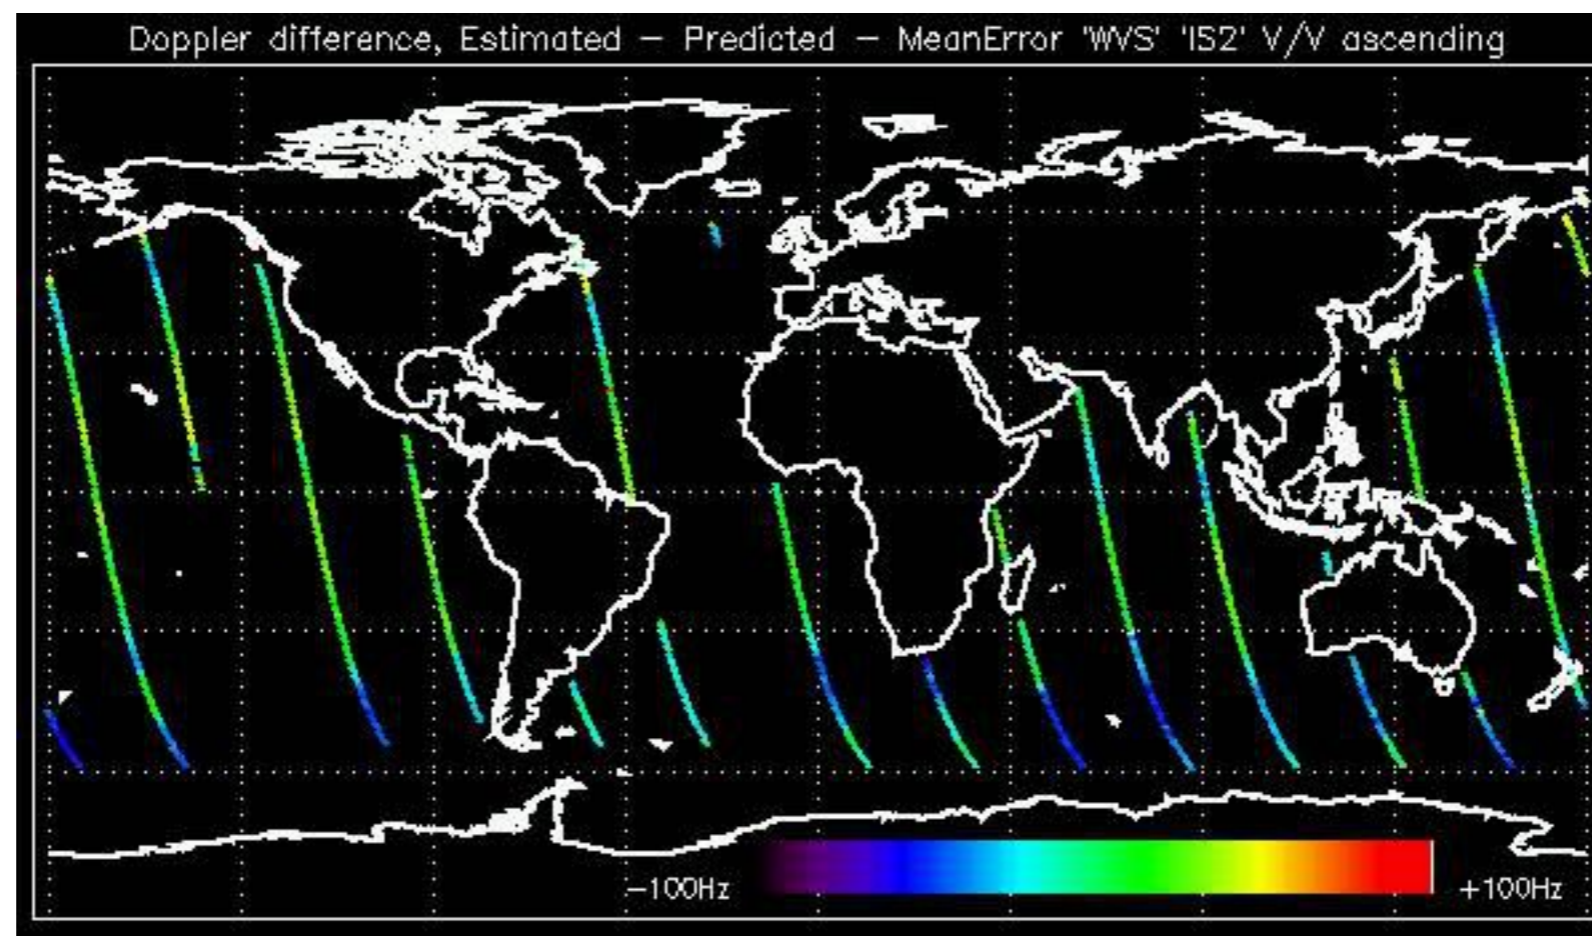 Doppler difference, Estimated – Predicted – MeanError 'WVS' 'IS2' V/V ascending
–100Hz
+100Hz